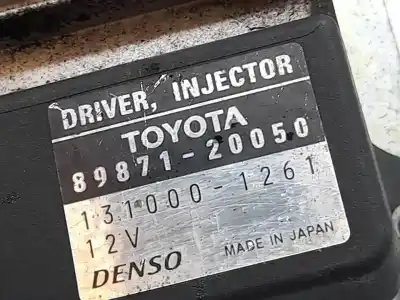 DRIVER, INJECTOR
TOYOTA
89871-20050
131000-1261
12V
DENSO MADE IN JAPAN